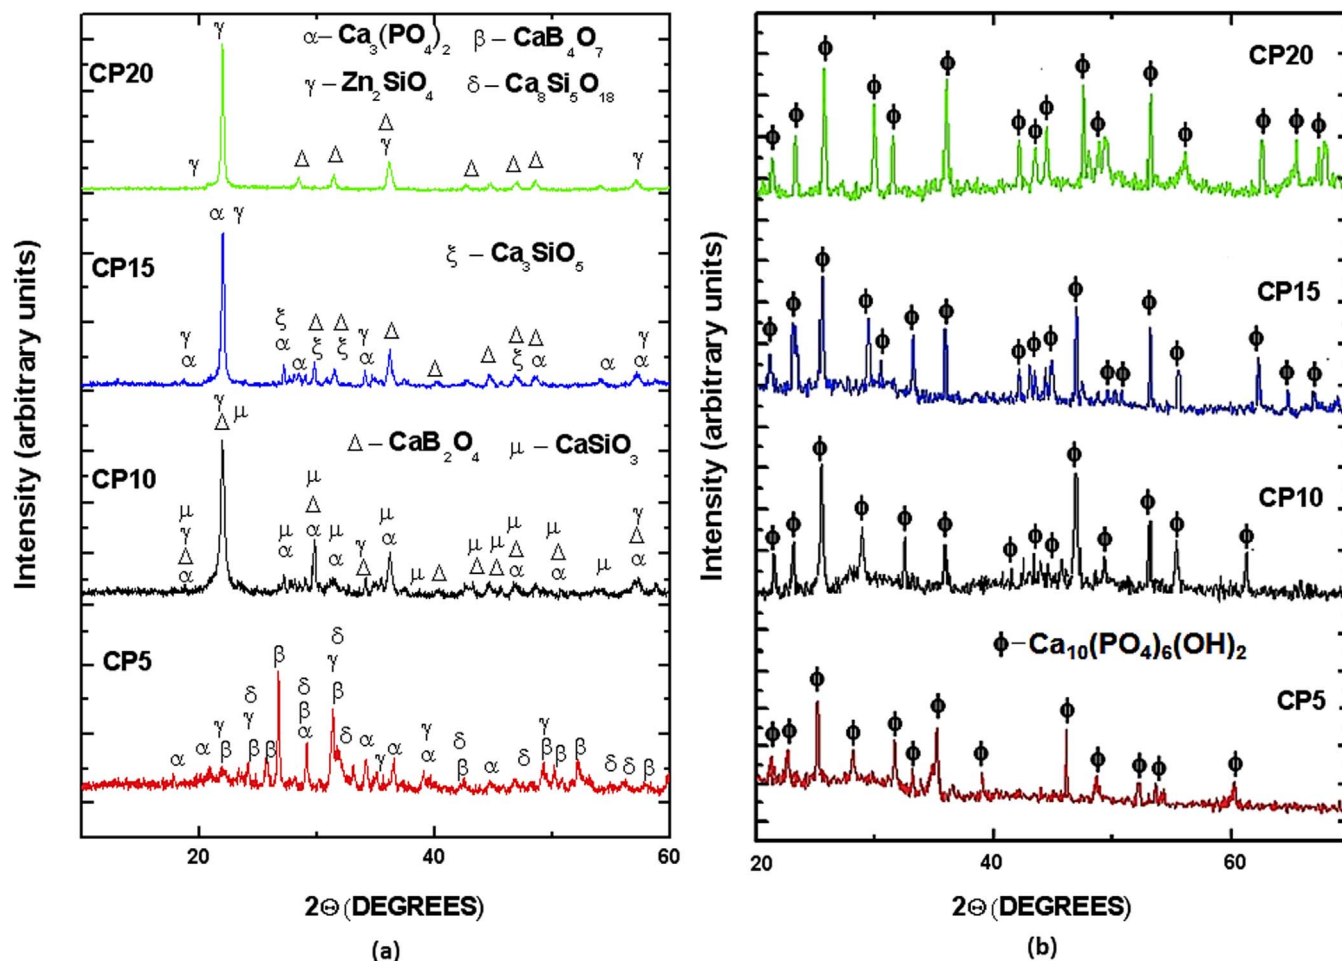 γ
α– Ca3(PO4)2 β – CaB4O7
CP20
γ – Zn2SiO4 δ – Ca8Si5O18
Δ
γ
γ Δ Δ Δ Δ Δ γ
α γ
CP15
ξ – Ca3SiO5
ξ Δ Δ γ Δ Δ Δ γ
γ α ξ ξ α Δ Δ ξ α α α
α α
γ μ
Δ
Δ – CaB2O4 μ – CaSiO3
CP10
μ
μ Δ μ μ γ
γ μ α μ γ α μ μ Δ μ Δ
Δ α α Δ μ Δ Δ Δ α Δ α μ α
α
CP5
δ
β γ
δ δ β γ γ
γ γ β δ α α δ β
α α β β β α γ β α δ β β δ δ β
20 40 60
2Θ (DEGREES)
Intensity (arbitrary units)
(a)
CP20
CP15
CP10
ϕ–Ca10(PO4)6(OH)2
CP5
20 40 60
2Θ (DEGREES)
Intensity (arbitrary units)
(b)